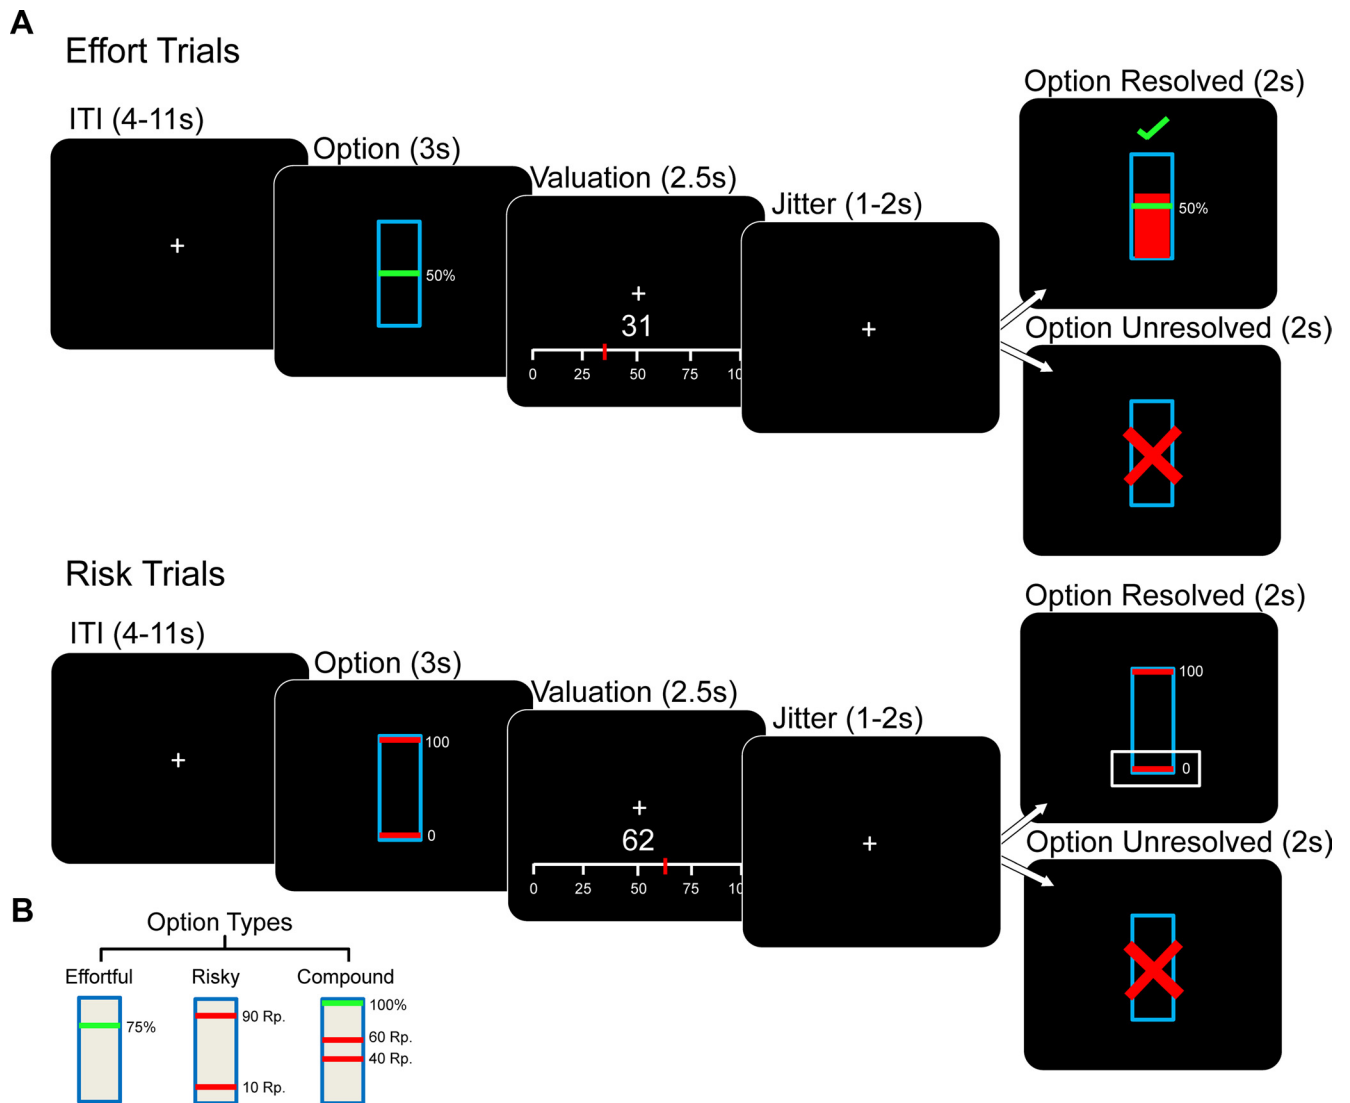 A
Effort Trials
ITI (4-11s)
Option (3s)
50%
Valuation (2.5s)
31
0 25 50 75 10
Jitter (1-2s)
Option Resolved (2s)
50%
Option Unresolved (2s)
Risk Trials
ITI (4-11s)
Option (3s)
100
0
Valuation (2.5s)
62
0 25 50 75 10
Jitter (1-2s)
Option Resolved (2s)
100
0
Option Unresolved (2s)
B
Option Types
Effortful
75%
Risky
90 Rp.
10 Rp.
Compound
100%
60 Rp.
40 Rp.